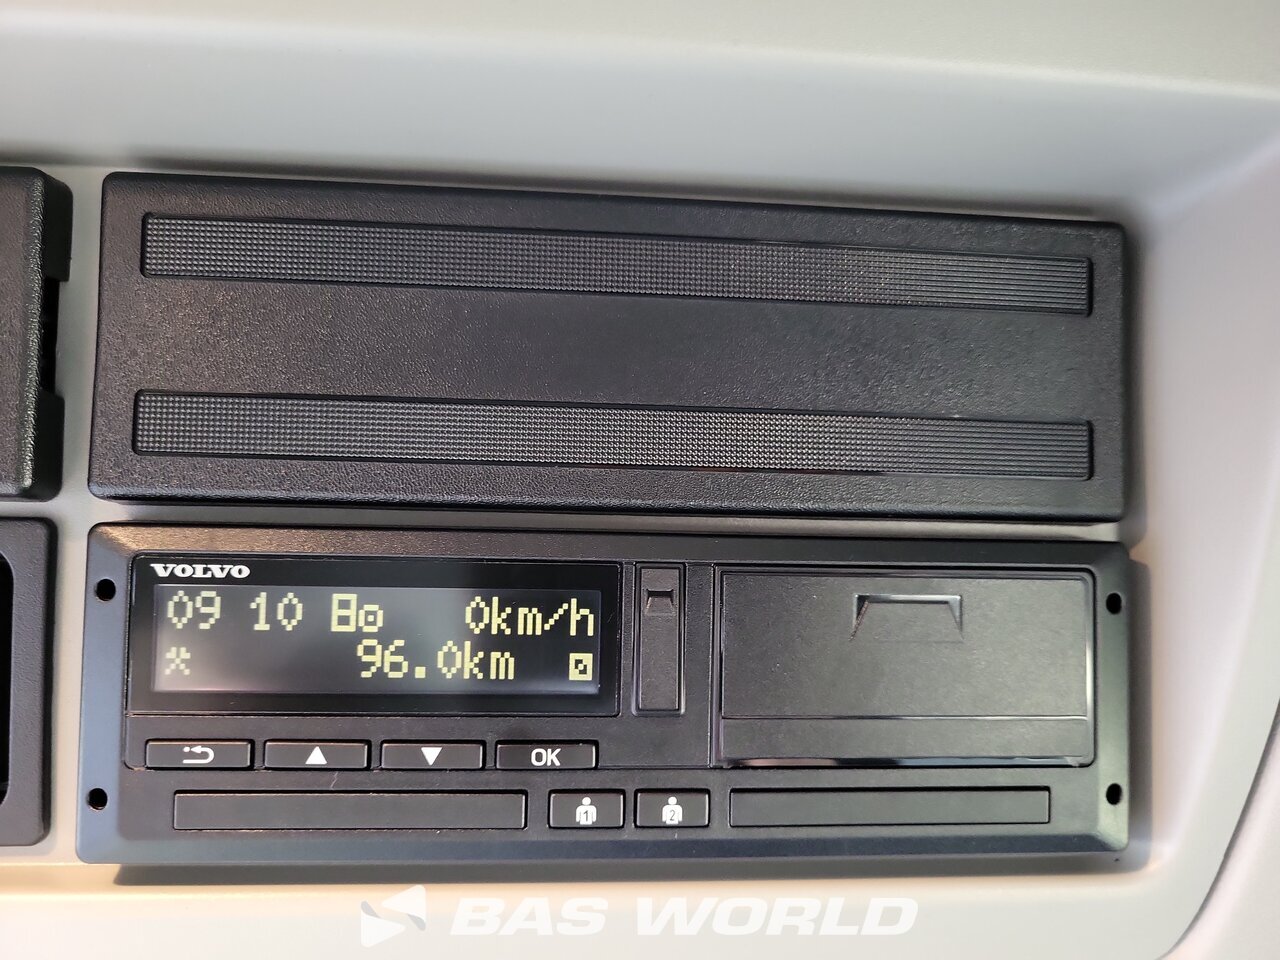 VOLVO
09 10 0km/h
96.0km
OK
1 2
BAS WORLD